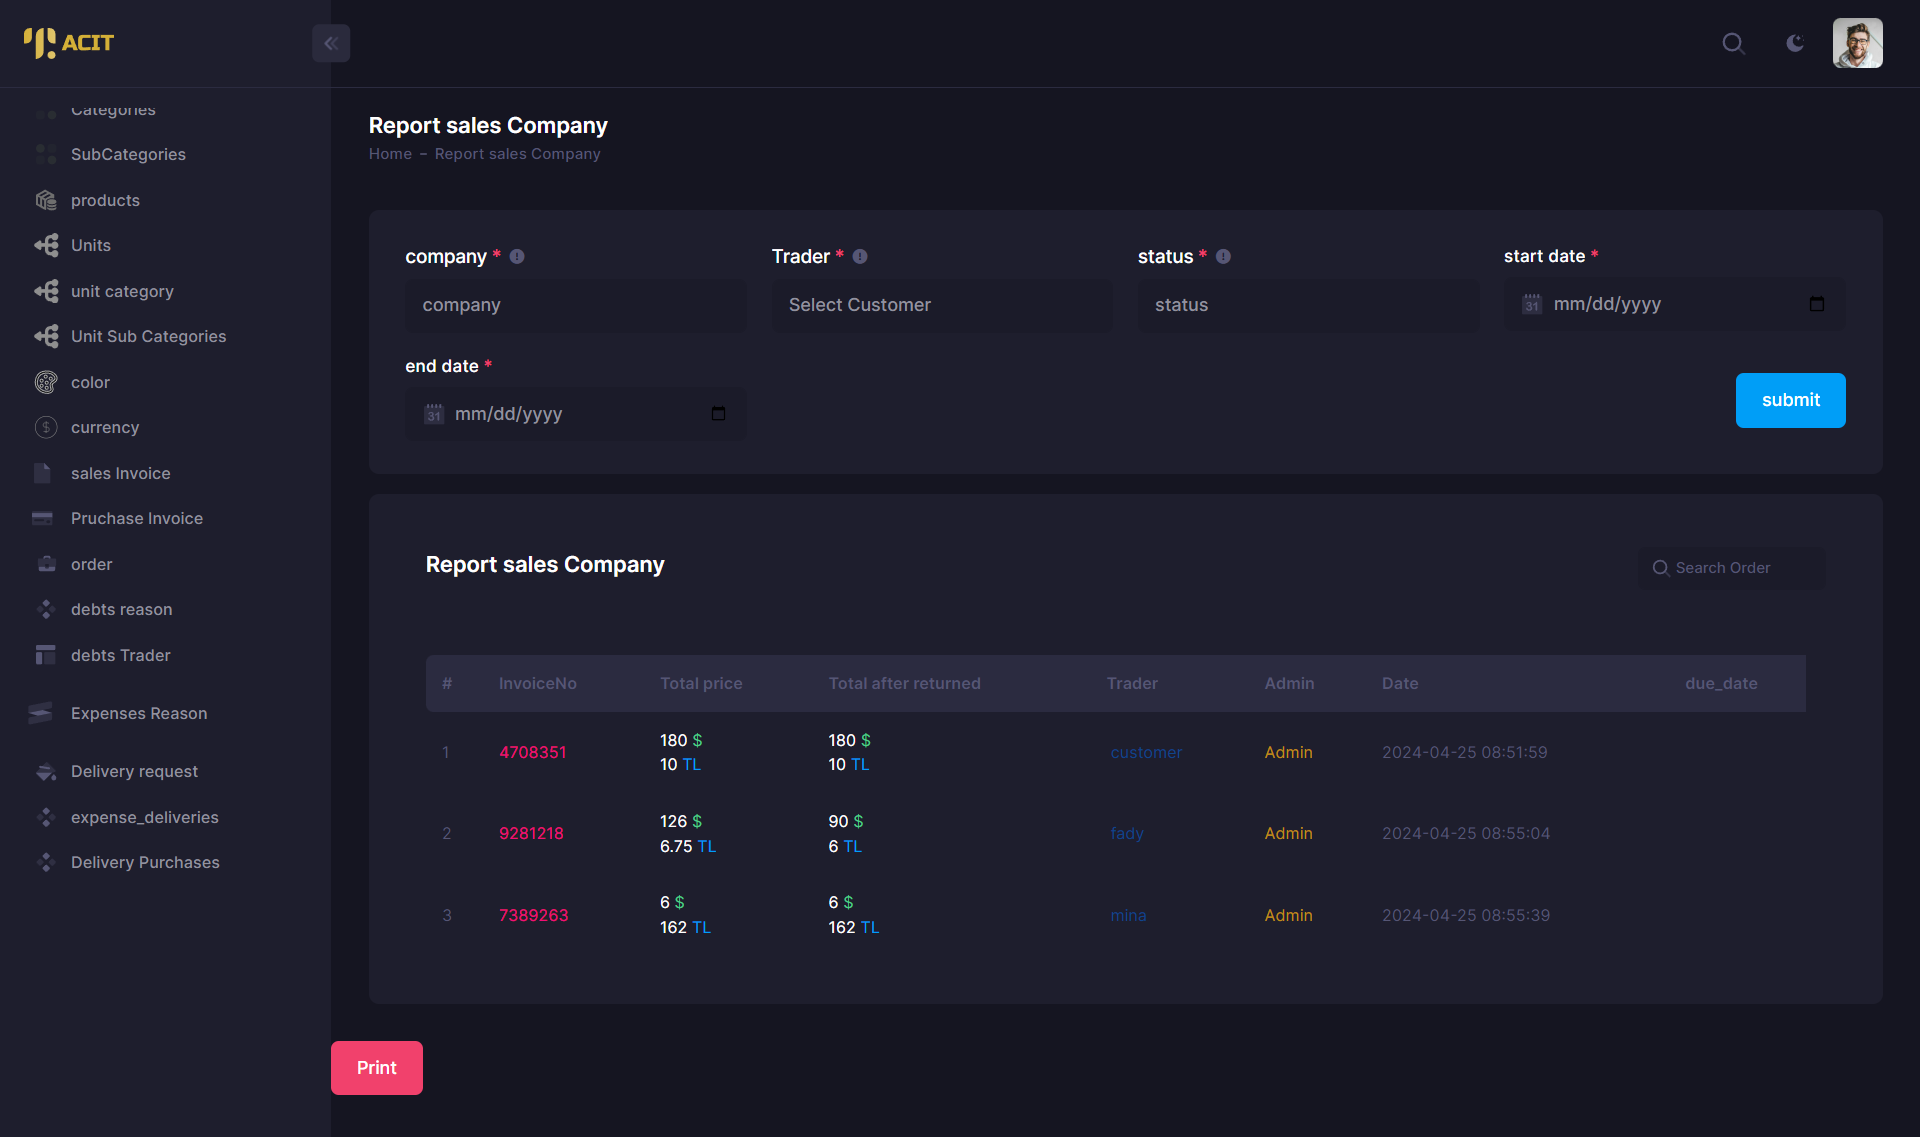 ACIT
Categories
SubCategories
products
Units
unit category
Unit Sub Categories
color
currency
sales Invoice
Pruchase Invoice
order
debts reason
debts Trader
Expenses Reason
Delivery request
expense_deliveries
Delivery Purchases
Report sales Company
Home - Report sales Company
company * Trader * status * start date *
company Select Customer status 31 mm/dd/yyyy
end date *
31 mm/dd/yyyy
submit
Report sales Company
Search Order
# InvoiceNo Total price Total after returned Trader Admin Date due_date
1 4708351 180 $ 180 $ customer Admin 2024-04-25 08:51:59
10 TL 10 TL
2 9281218 126 $ 90 $ fady Admin 2024-04-25 08:55:04
6.75 TL 6 TL
3 7389263 6 $ 6 $ mina Admin 2024-04-25 08:55:39
162 TL 162 TL
Print